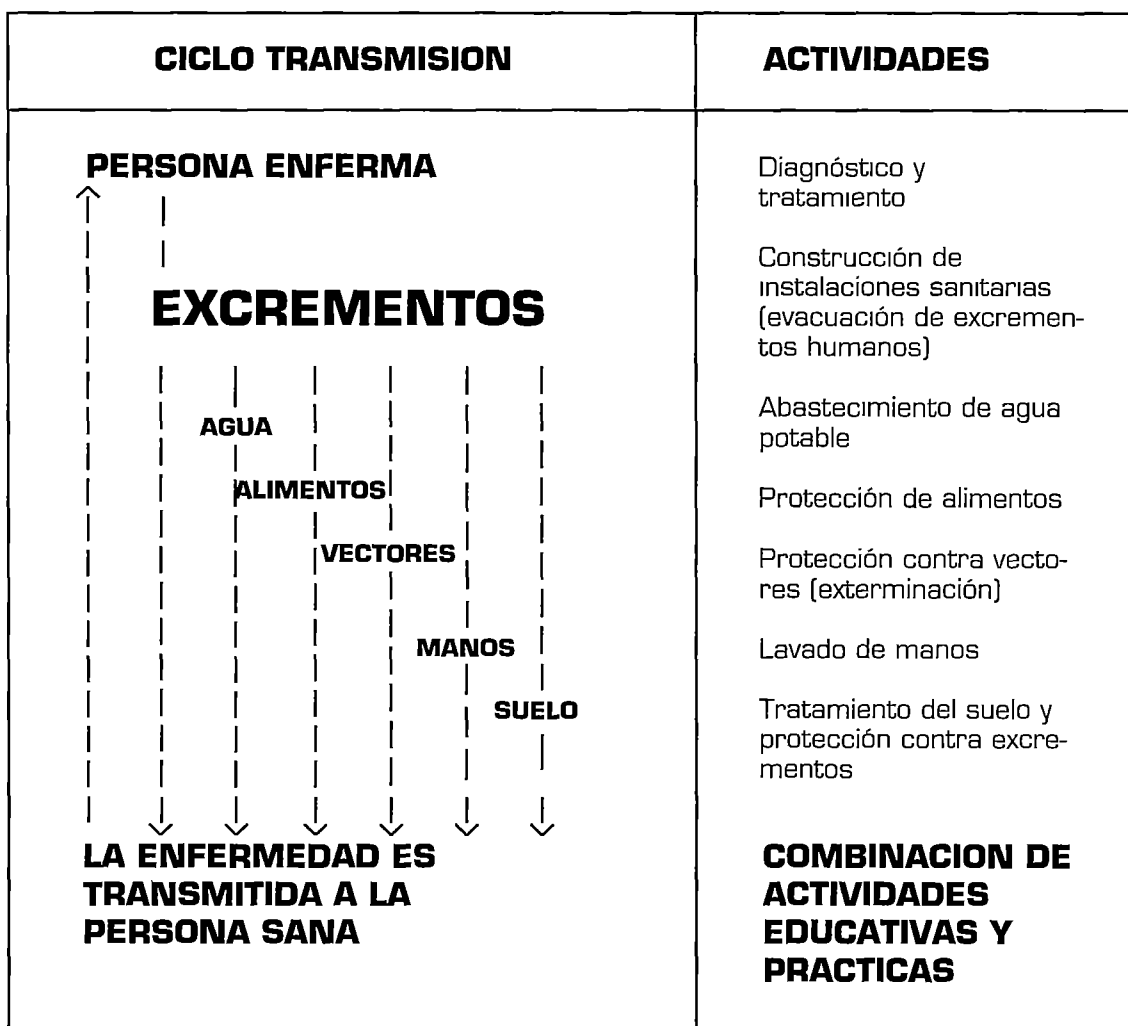 CICLO TRANSMISION
ACTIVIDADES
PERSONA ENFERMA
EXCREMENTOS
AGUA
ALIMENTOS
VECTORES
MANOS
SUELO
LA ENFERMEDAD ES
TRANSMITIDA A LA
PERSONA SANA
Diagnóstico y
tratamiento
Construcción de
instalaciones sanitarias
(evacuación de excremen-
tos humanos)
Abastecimiento de agua
potable
Protección de alimentos
Protección contra vecto-
res (exterminación)
Lavado de manos
Tratamiento del suelo y
protección contra excre-
mentos
COMBINACION DE
ACTIVIDADES
EDUCATIVAS Y
PRACTICAS